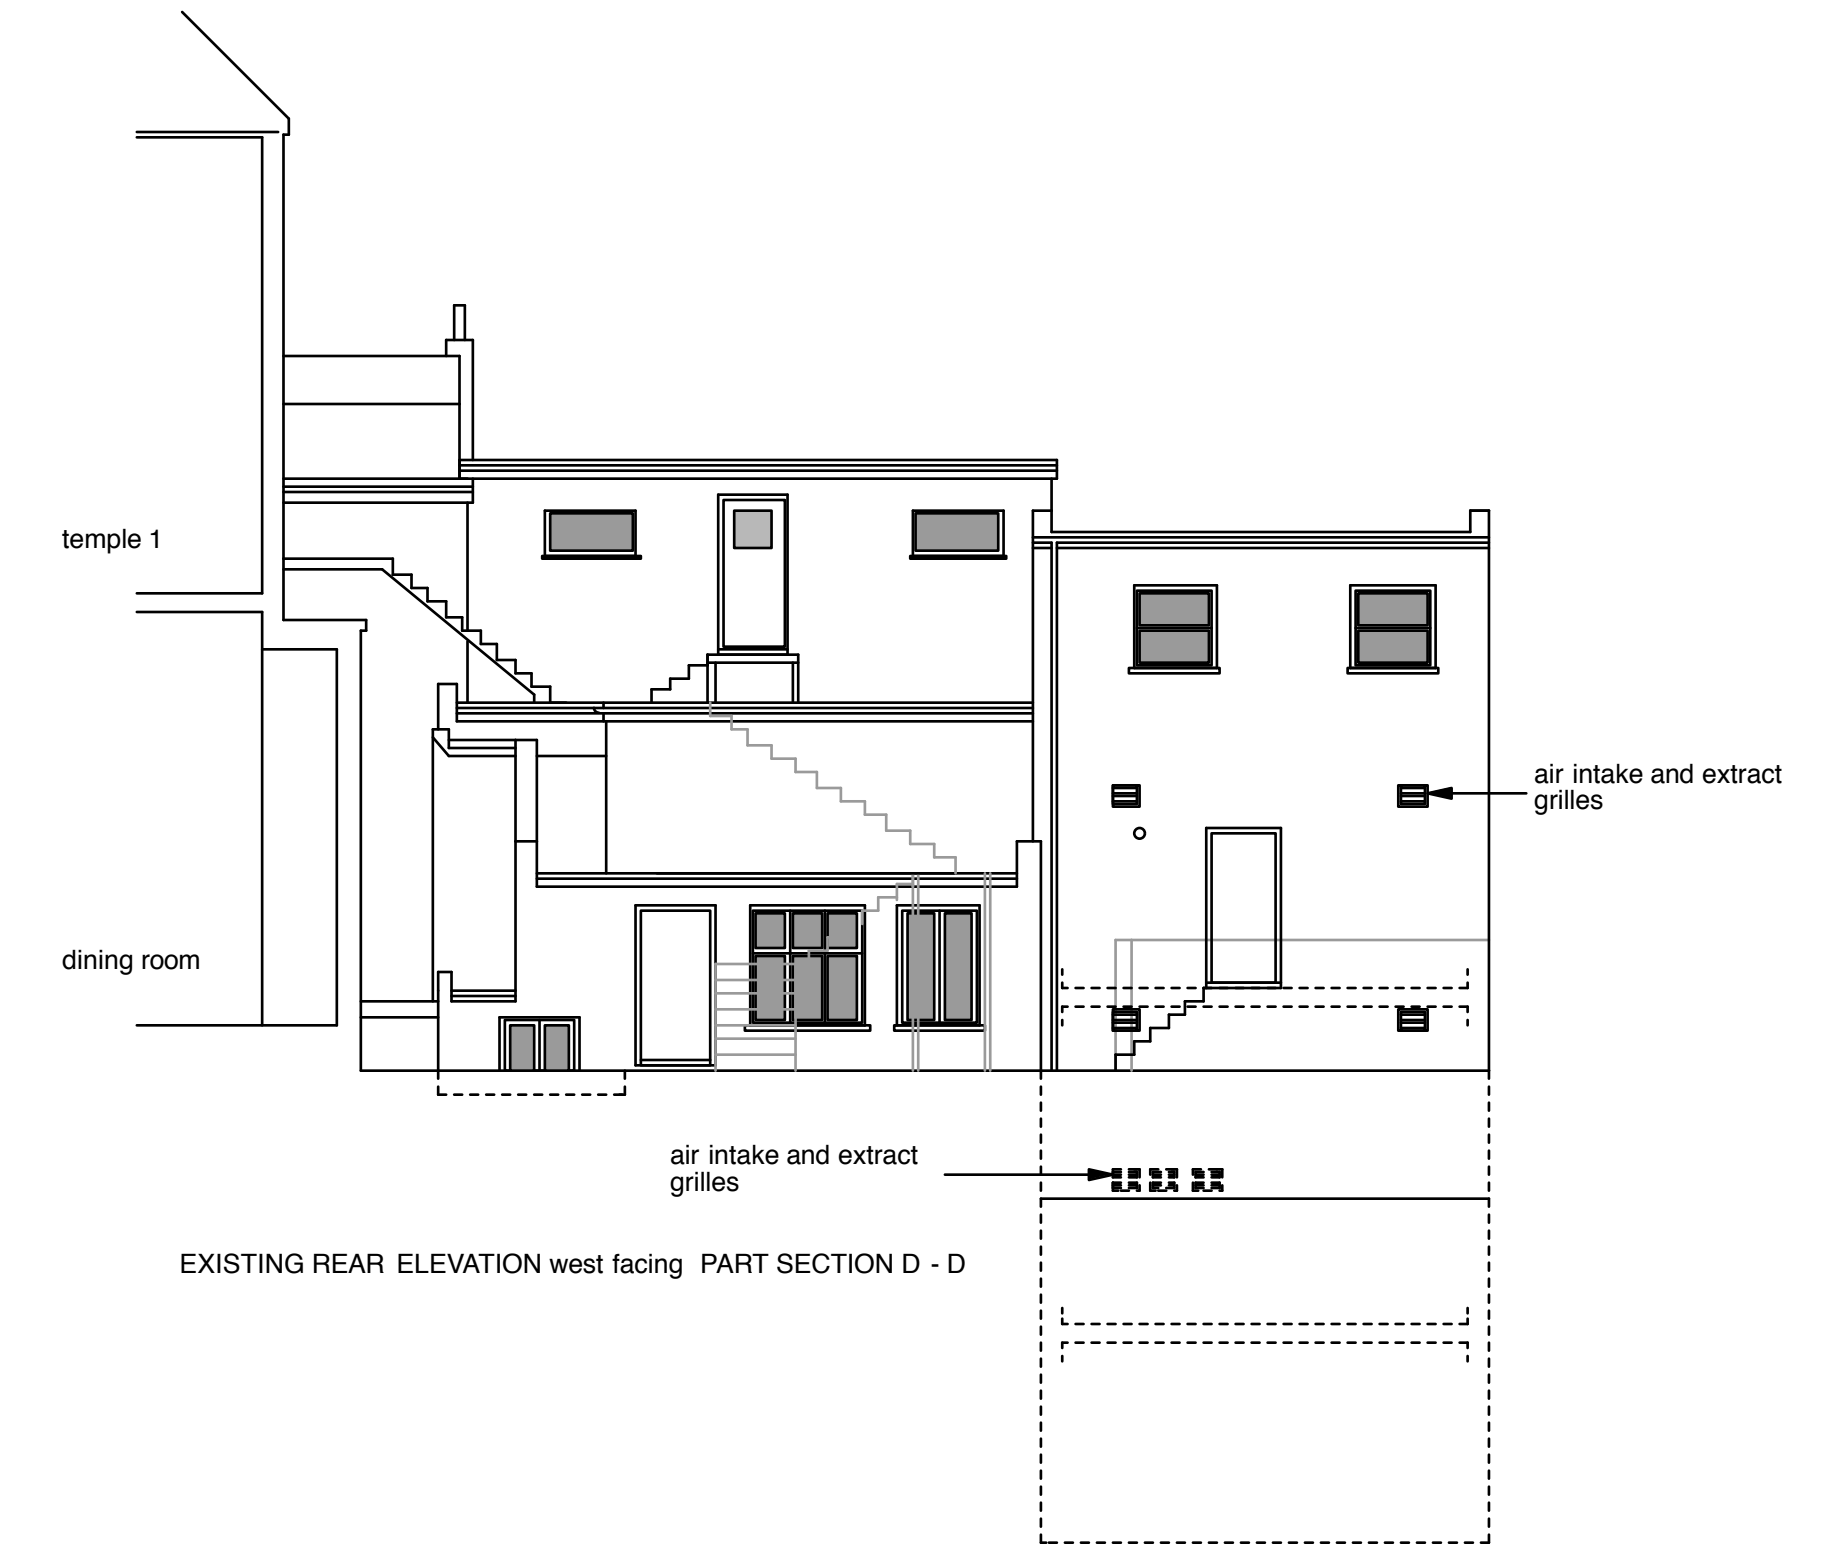 temple 1
air intake and extract
grilles
dining room
air intake and extract
grilles
EXISTING REAR ELEVATION west facing PART SECTION D - D